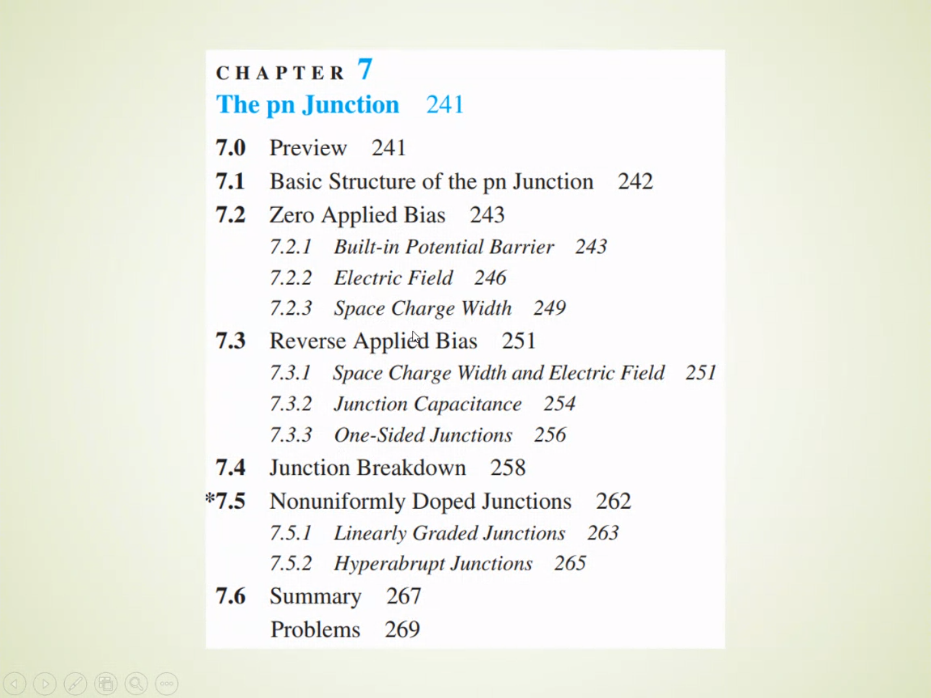 CHAPTER 7
The pn Junction 241
7.0 Preview 241
7.1 Basic Structure of the pn Junction 242
7.2 Zero Applied Bias 243
7.2.1 Built-in Potential Barrier 243
7.2.2 Electric Field 246
7.2.3 Space Charge Width 249
7.3 Reverse Applied Bias 251
7.3.1 Space Charge Width and Electric Field 251
7.3.2 Junction Capacitance 254
7.3.3 One-Sided Junctions 256
7.4 Junction Breakdown 258
*7.5 Nonuniformly Doped Junctions 262
7.5.1 Linearly Graded Junctions 263
7.5.2 Hyperabrupt Junctions 265
7.6 Summary 267
Problems 269